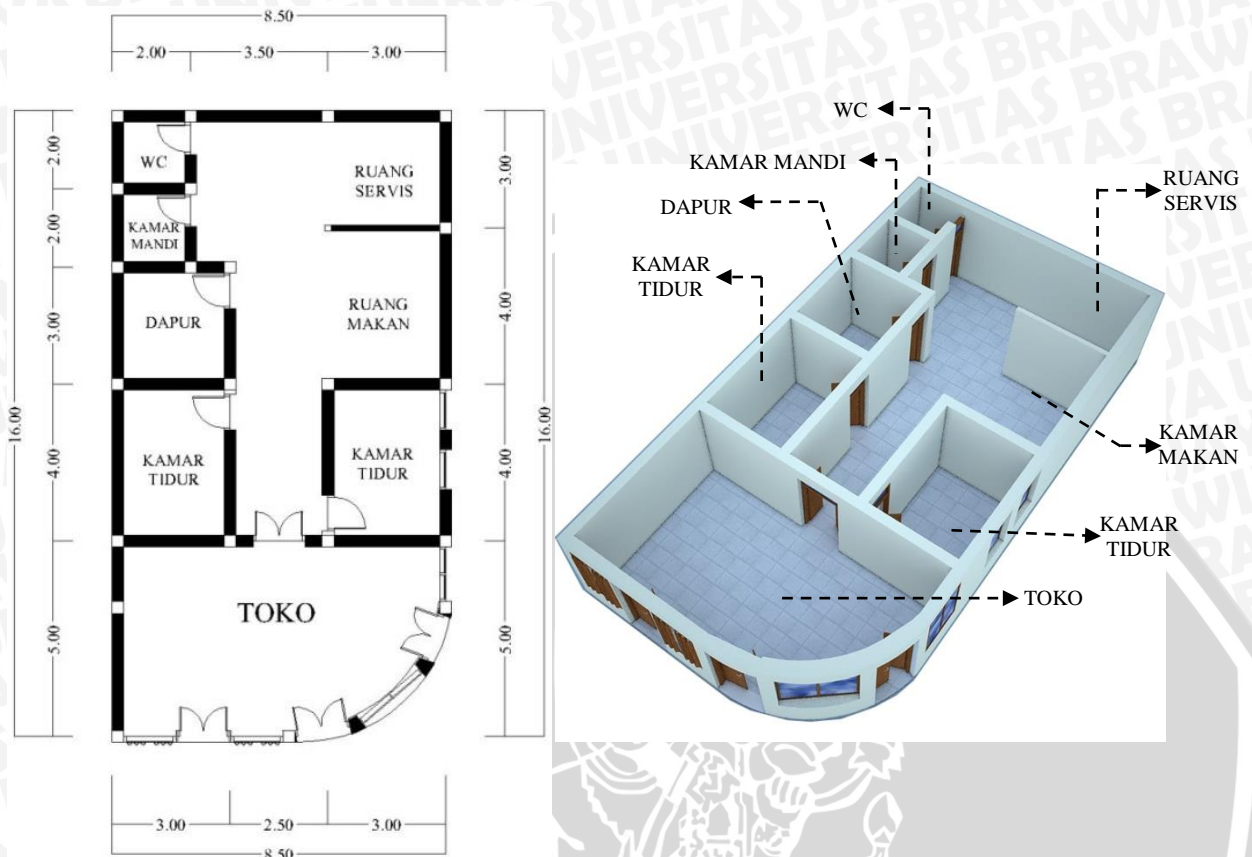 8.50
2.00 3.50 3.00
2.00
2.00
3.00
4.00
5.00
16.00
WC
KAMAR
MANDI
DAPUR
KAMAR
TIDUR
RUANG
SERVIS
RUANG
MAKAN
KAMAR
TIDUR
TOKO
3.00
4.00
4.00
5.00
16.00
3.00 2.50 3.00
8.50
WC
KAMAR MANDI
DAPUR
KAMAR
TIDUR
RUANG
SERVIS
KAMAR
MAKAN
KAMAR
TIDUR
TOKO
UNIVERSITAS BRAWIJAYA